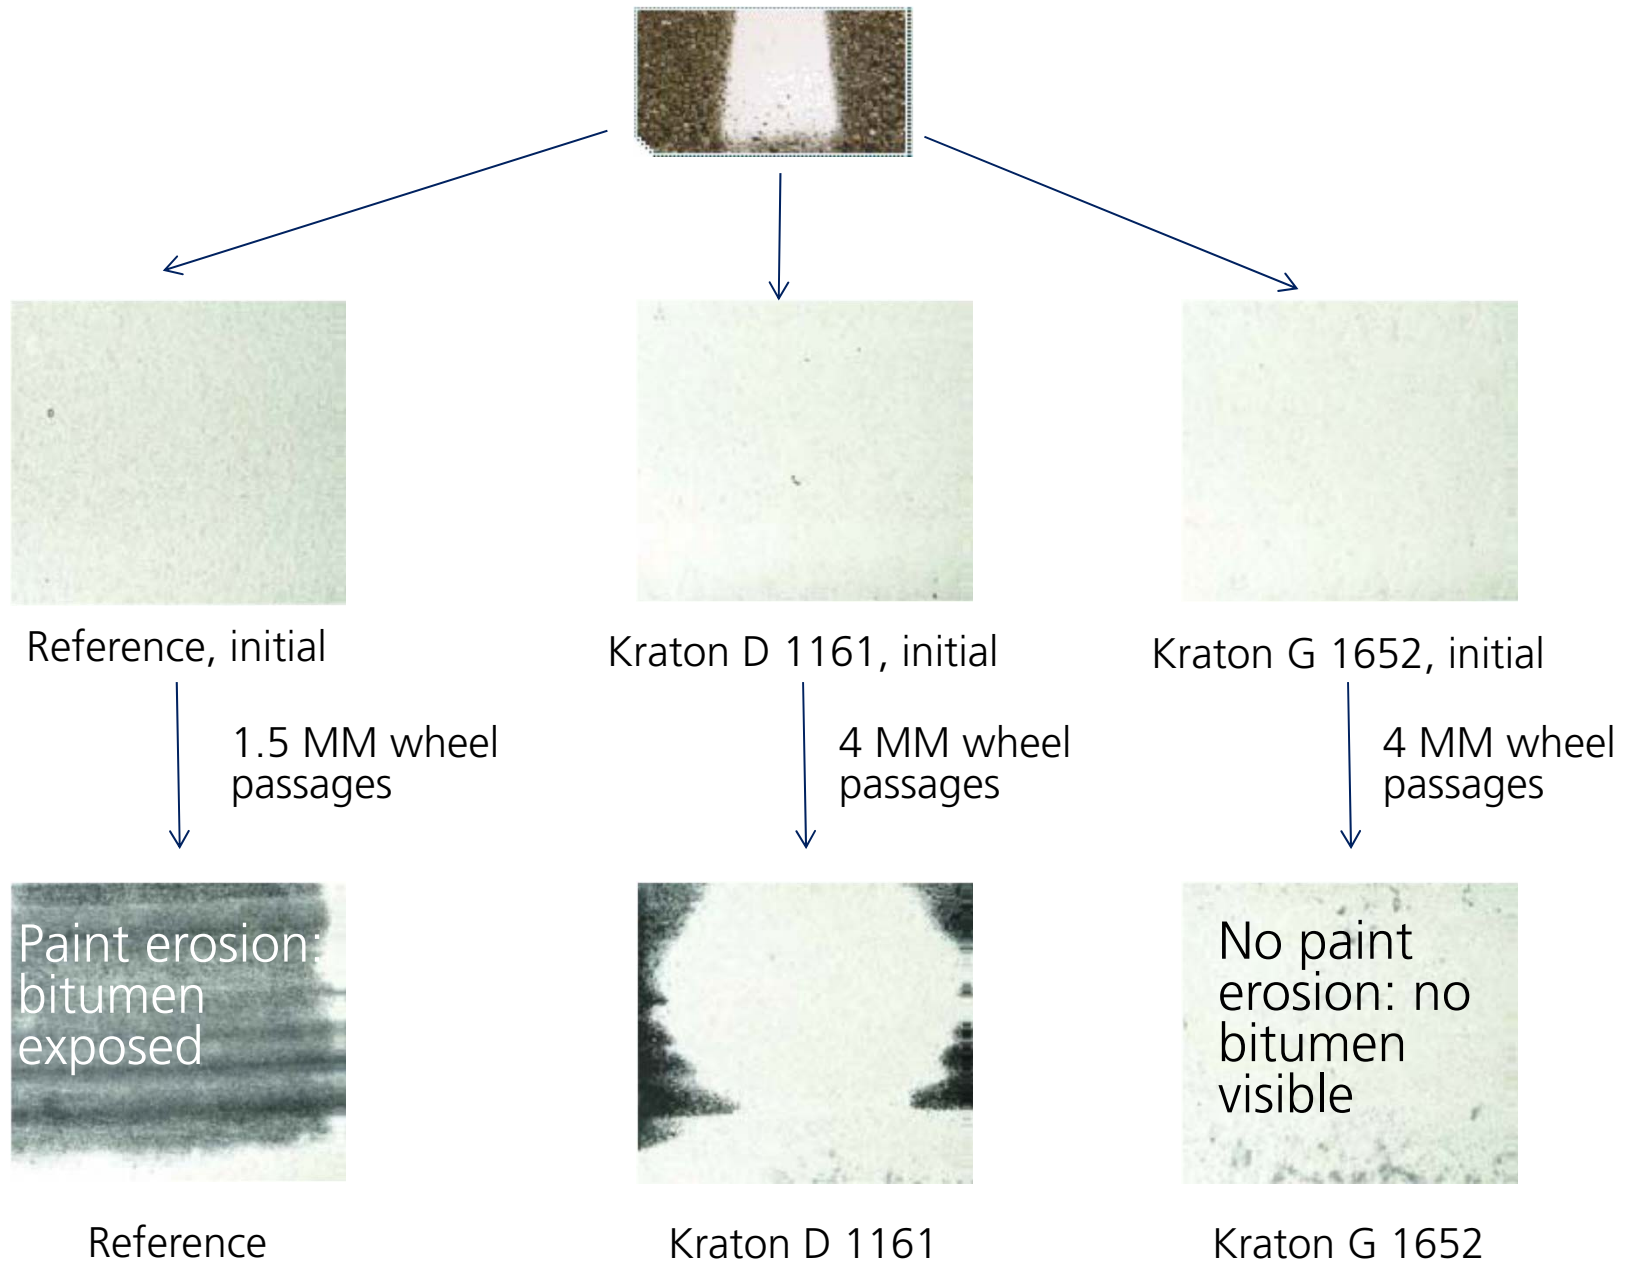 Reference, initial
Kraton D 1161, initial
Kraton G 1652, initial
1.5 MM wheel
passages
4 MM wheel
passages
4 MM wheel
passages
Paint erosion:
bitumen
exposed
No paint
erosion: no
bitumen
visible
Reference
Kraton D 1161
Kraton G 1652